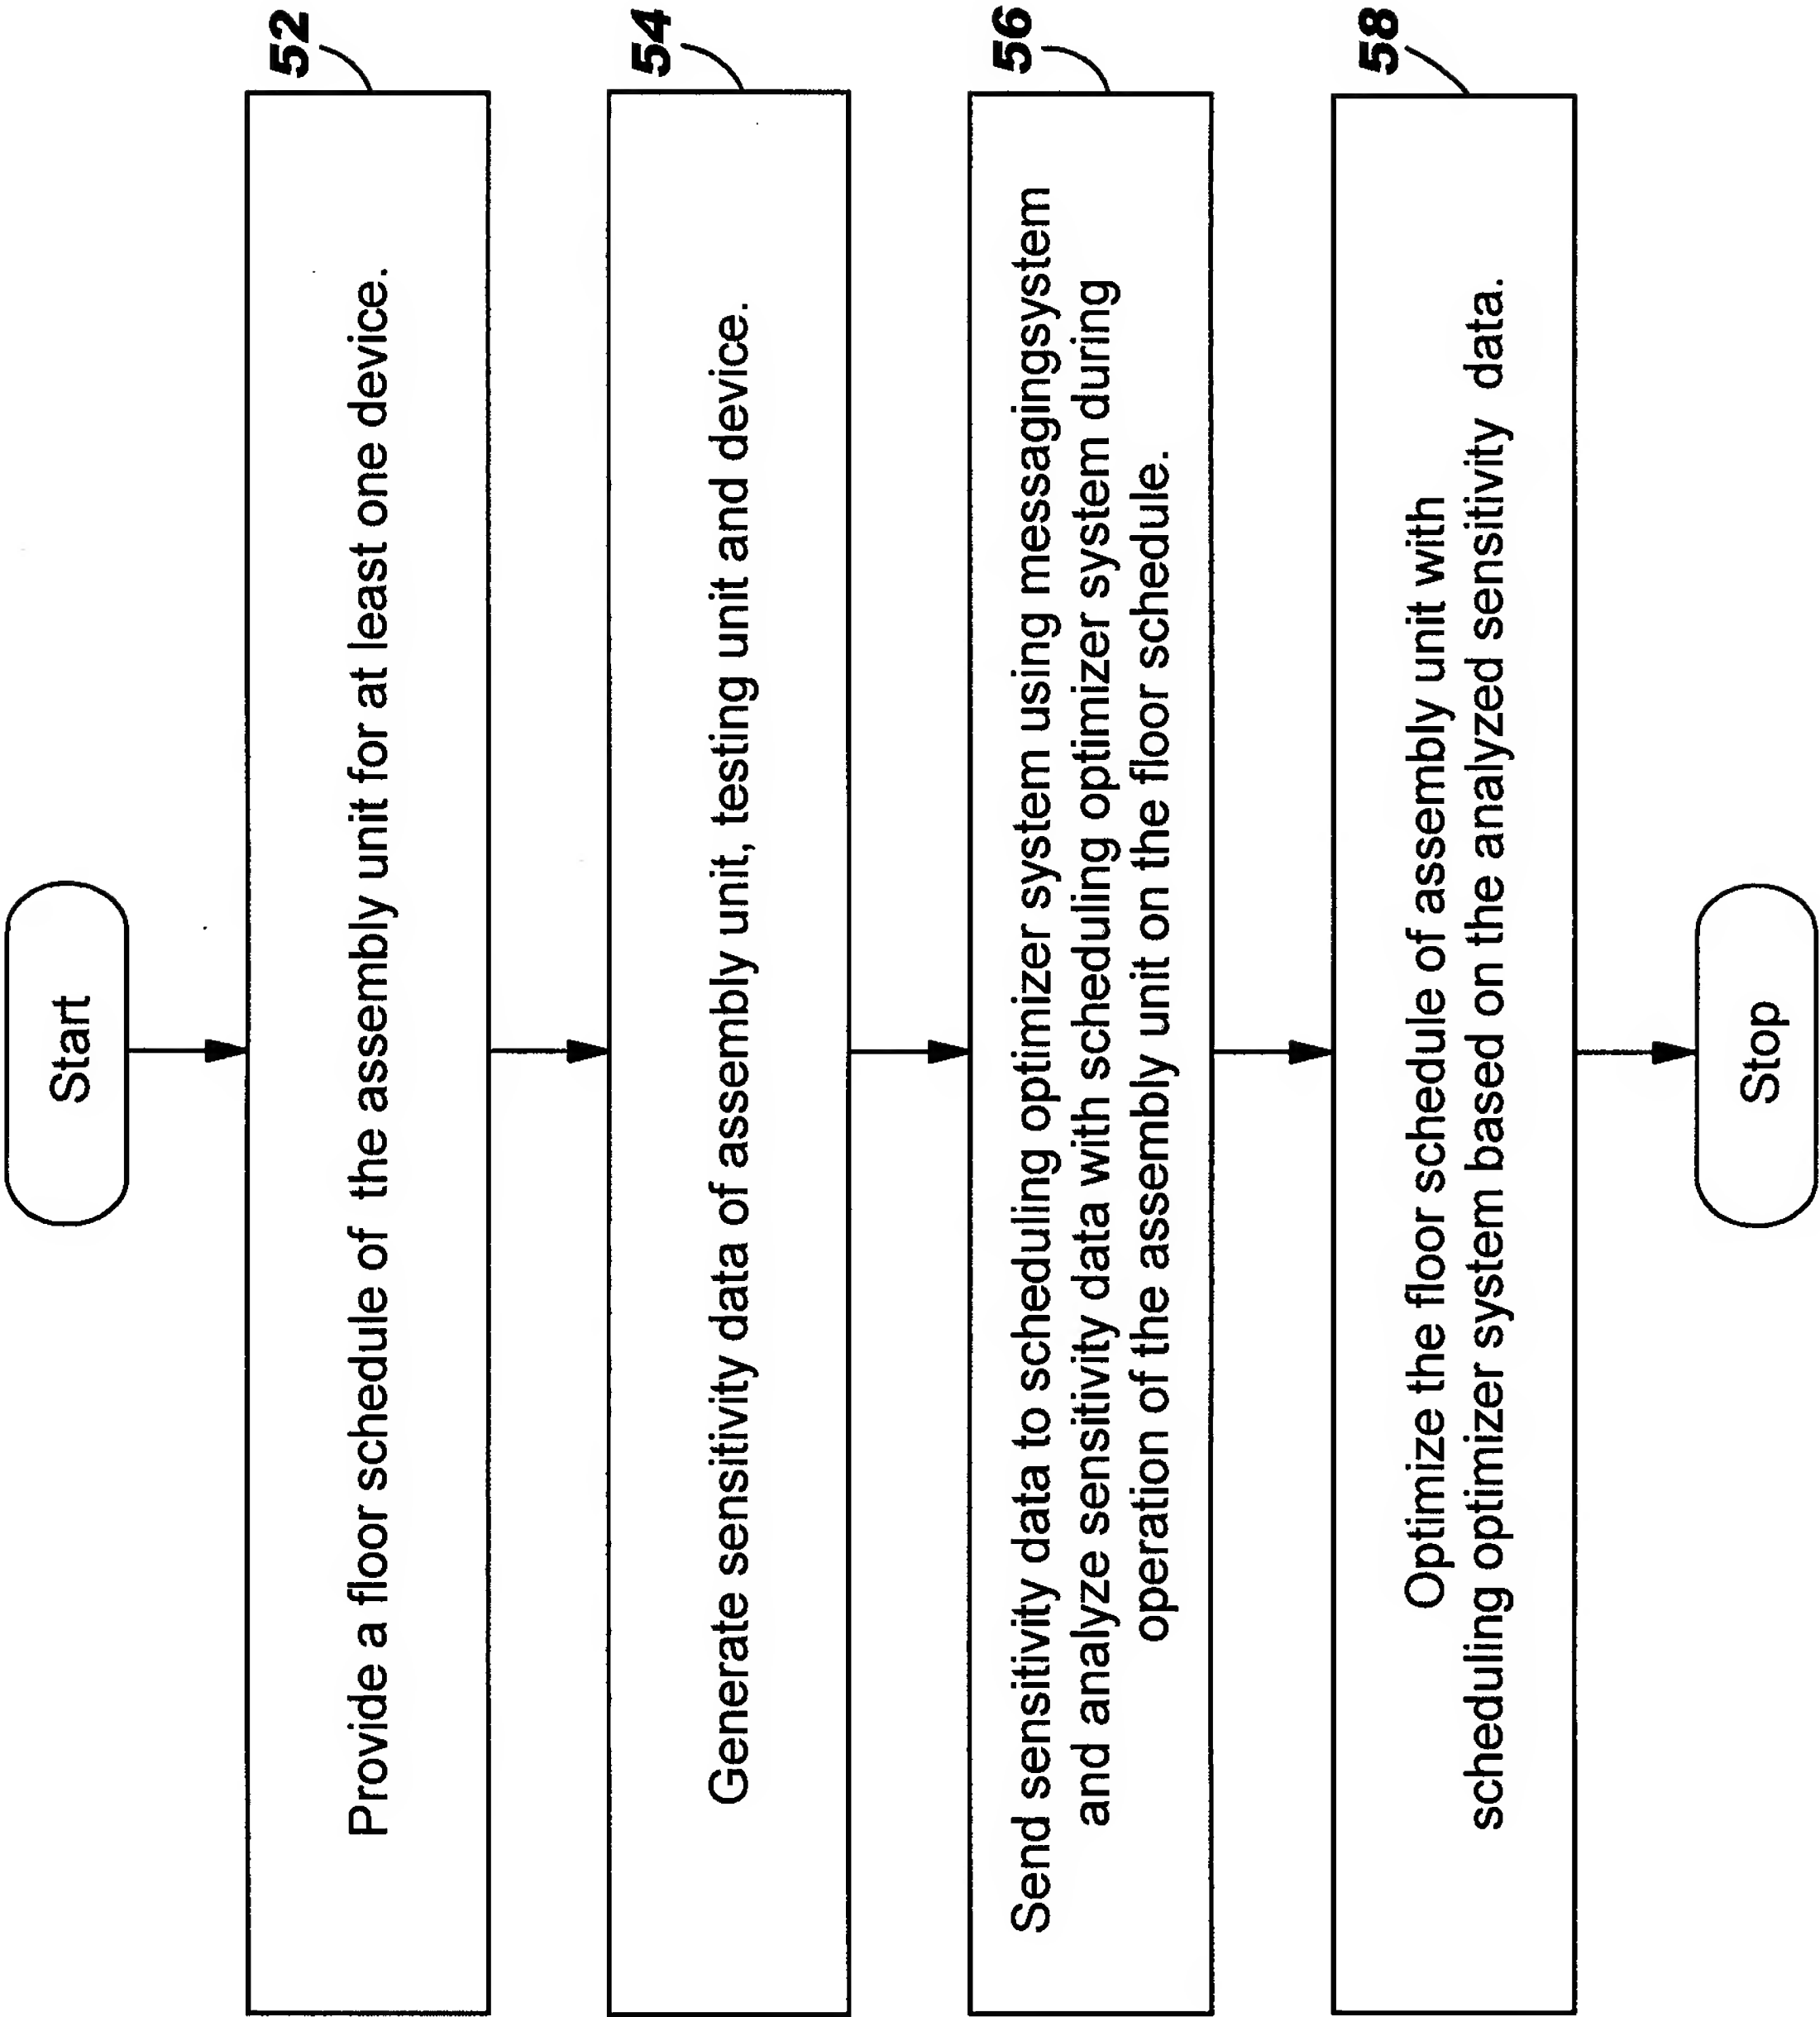 Start
52
Provide a floor schedule of the assembly unit for at least one device.
54
Generate sensitivity data of assembly unit, testing unit and device.
56
Send sensitivity data to scheduling optimizer system using messagingsystem
and analyze sensitivity data with scheduling optimizer system during
operation of the assembly unit on the floor schedule.
58
Optimize the floor schedule of assembly unit with
scheduling optimizer system based on the analyzed sensitivity data.
Stop